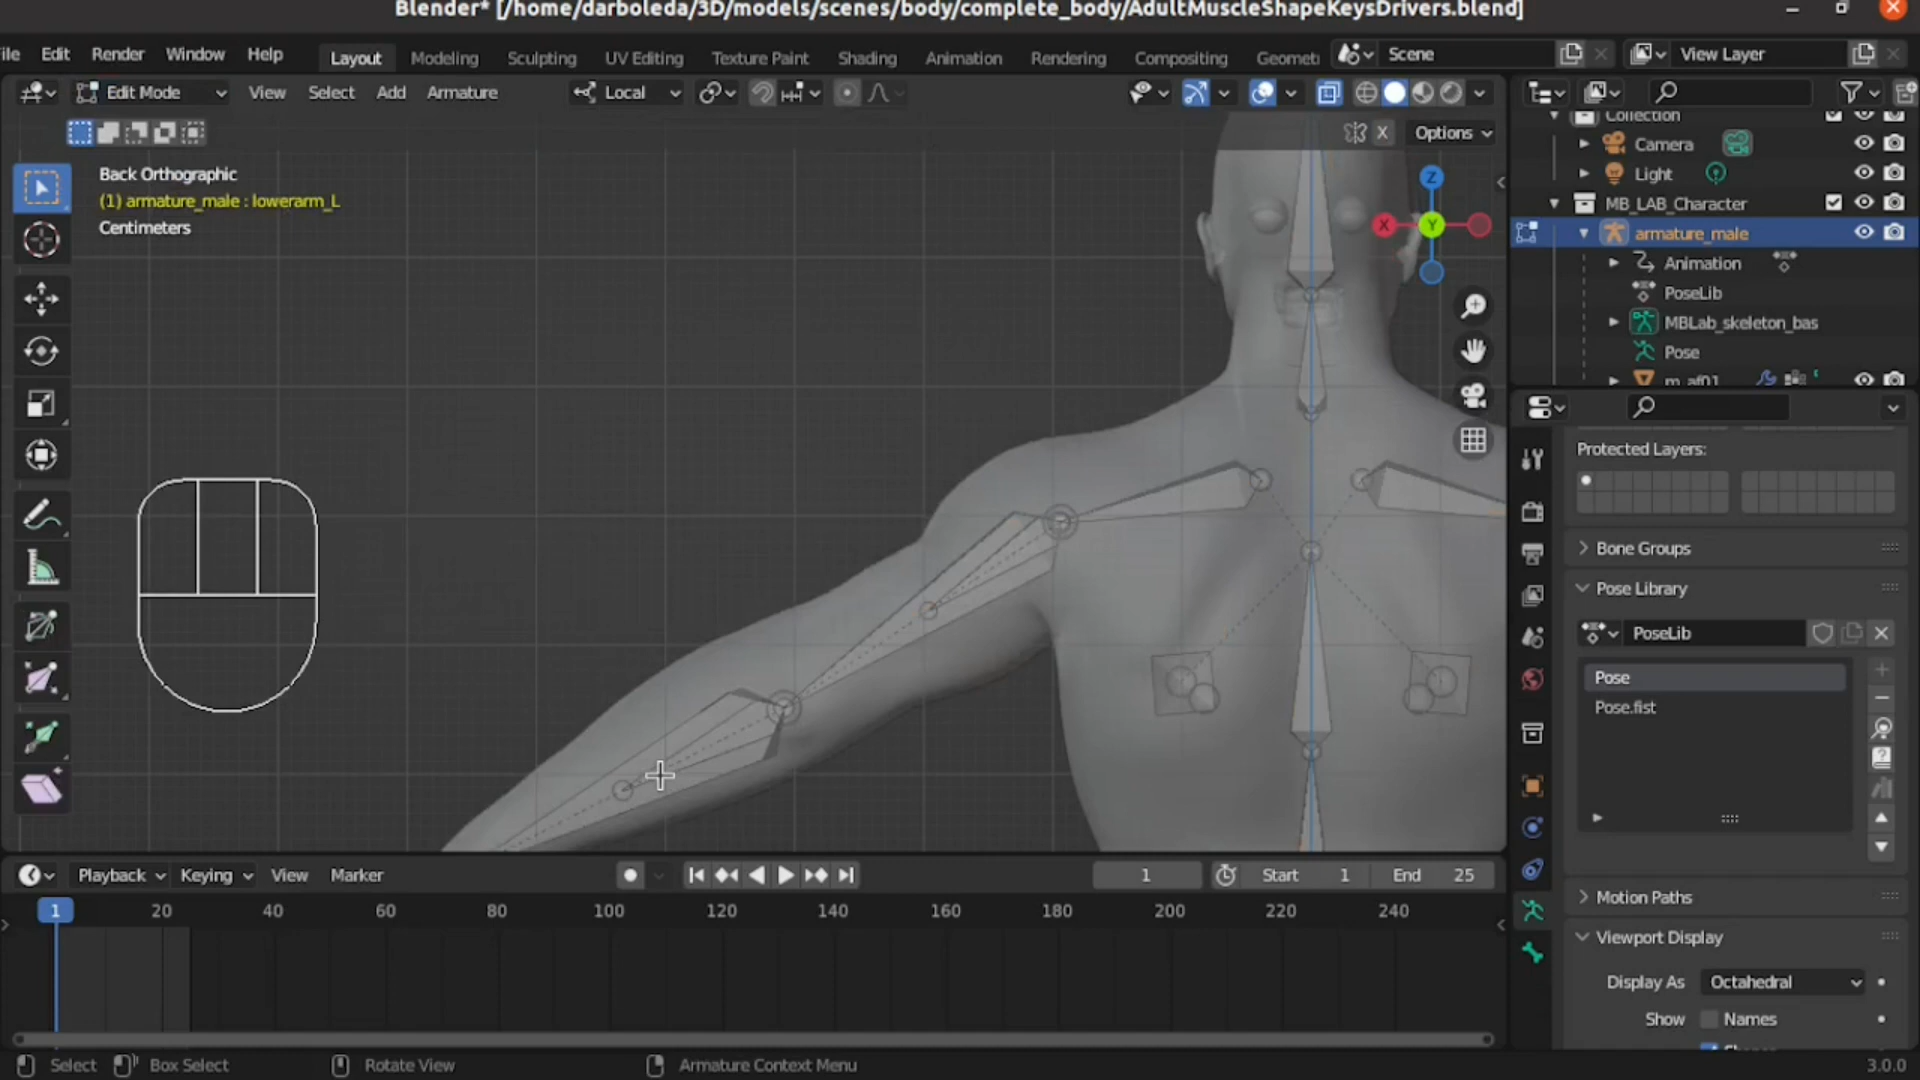 Blender* [/home/darboleda/3D/models/scenes/body/complete_body/AdultMuscleShapeKeysDrivers.blend]
ile Edit Render Window Help Layout Modeling Sculpting UV Editing Texture Paint Shading Animation Rendering Compositing Geometi Scene View Layer
Edit Mode View Select Add Armature Local
X Options
Back Orthographic
(1) armature_male : lowerarm_L
Centimeters
Z
X Y
Collection
Camera
Light
MB_LAB_Character
armature_male
Animation
PoseLib
MBLab_skeleton_bas
Pose
m_af01
Protected Layers:
Bone Groups
Pose Library
PoseLib
Pose
Pose.fist
Motion Paths
Viewport Display
Display As Octahedral
Show Names
Playback Keying View Marker 1 Start 1 End 25
1 20 40 60 80 100 120 140 160 180 200 220 240
Select Box Select Rotate View Armature Context Menu 3.0.0